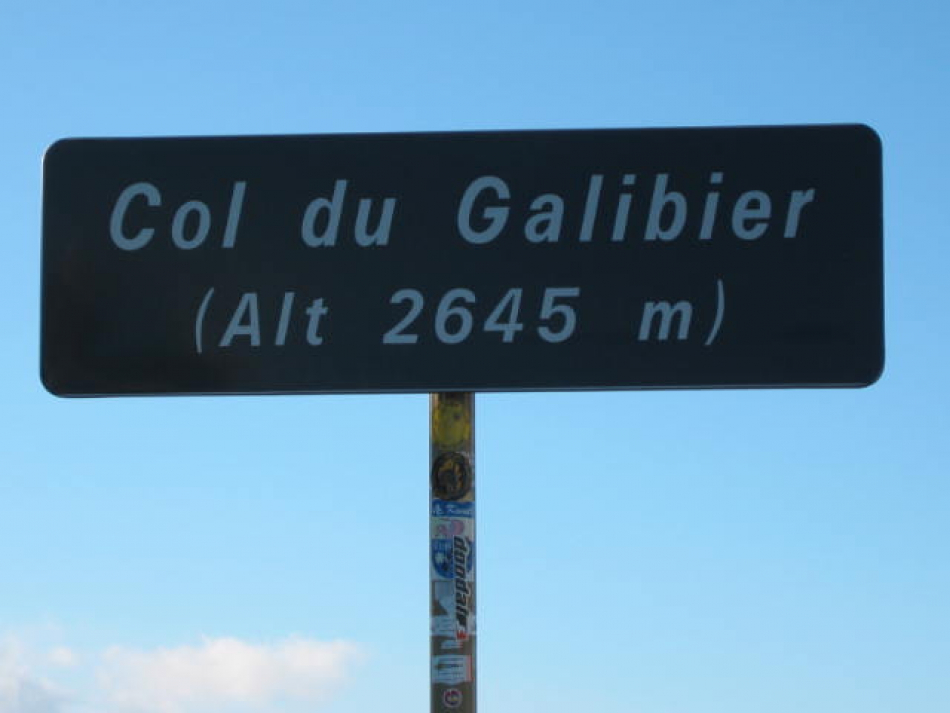 Col du Galibier
(Alt 2645 m)